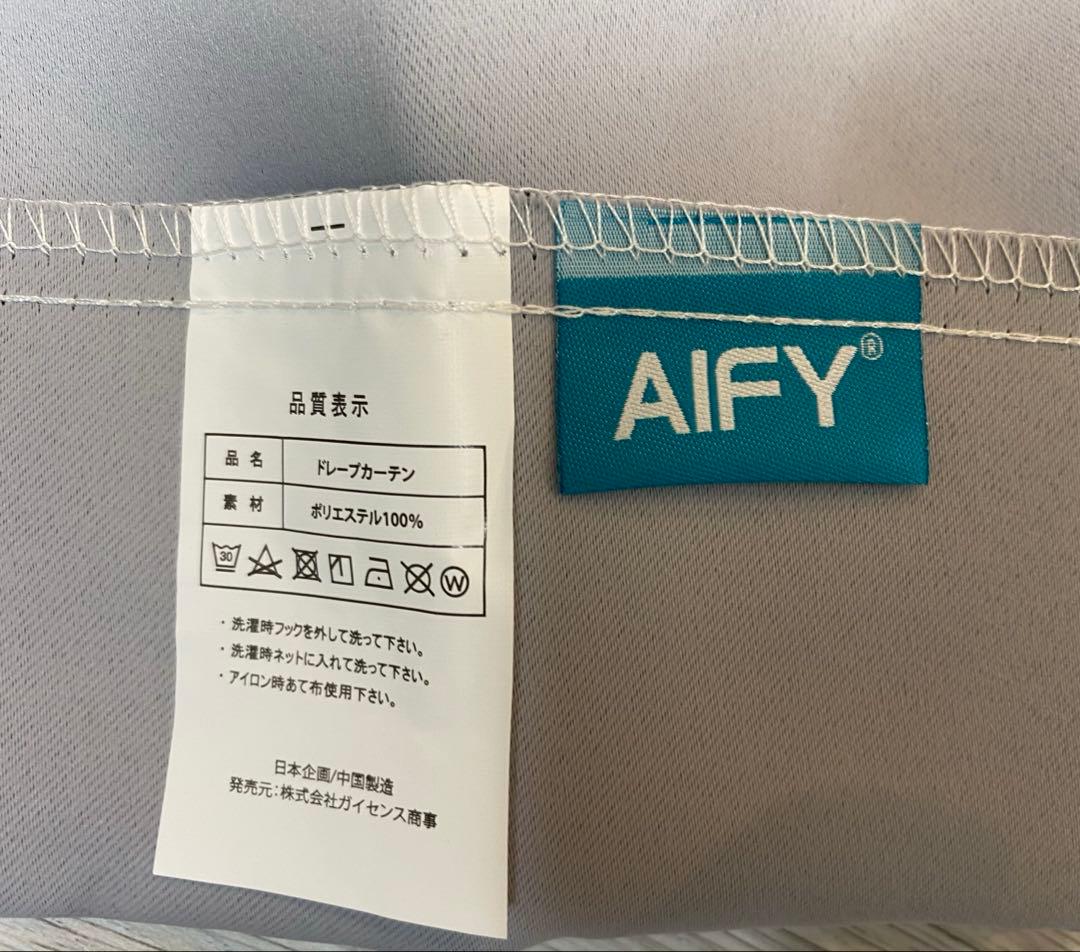 品質表示
品名 ドレープカーテン
素材 ポリエステル100%
30 W
・洗濯時フックを外して洗って下さい。
・洗濯時ネットに入れて洗って下さい。
・アイロン時あて布使用下さい。
日本企画/中国製造
発売元:株式会社ガイセンス商事
AIFY®